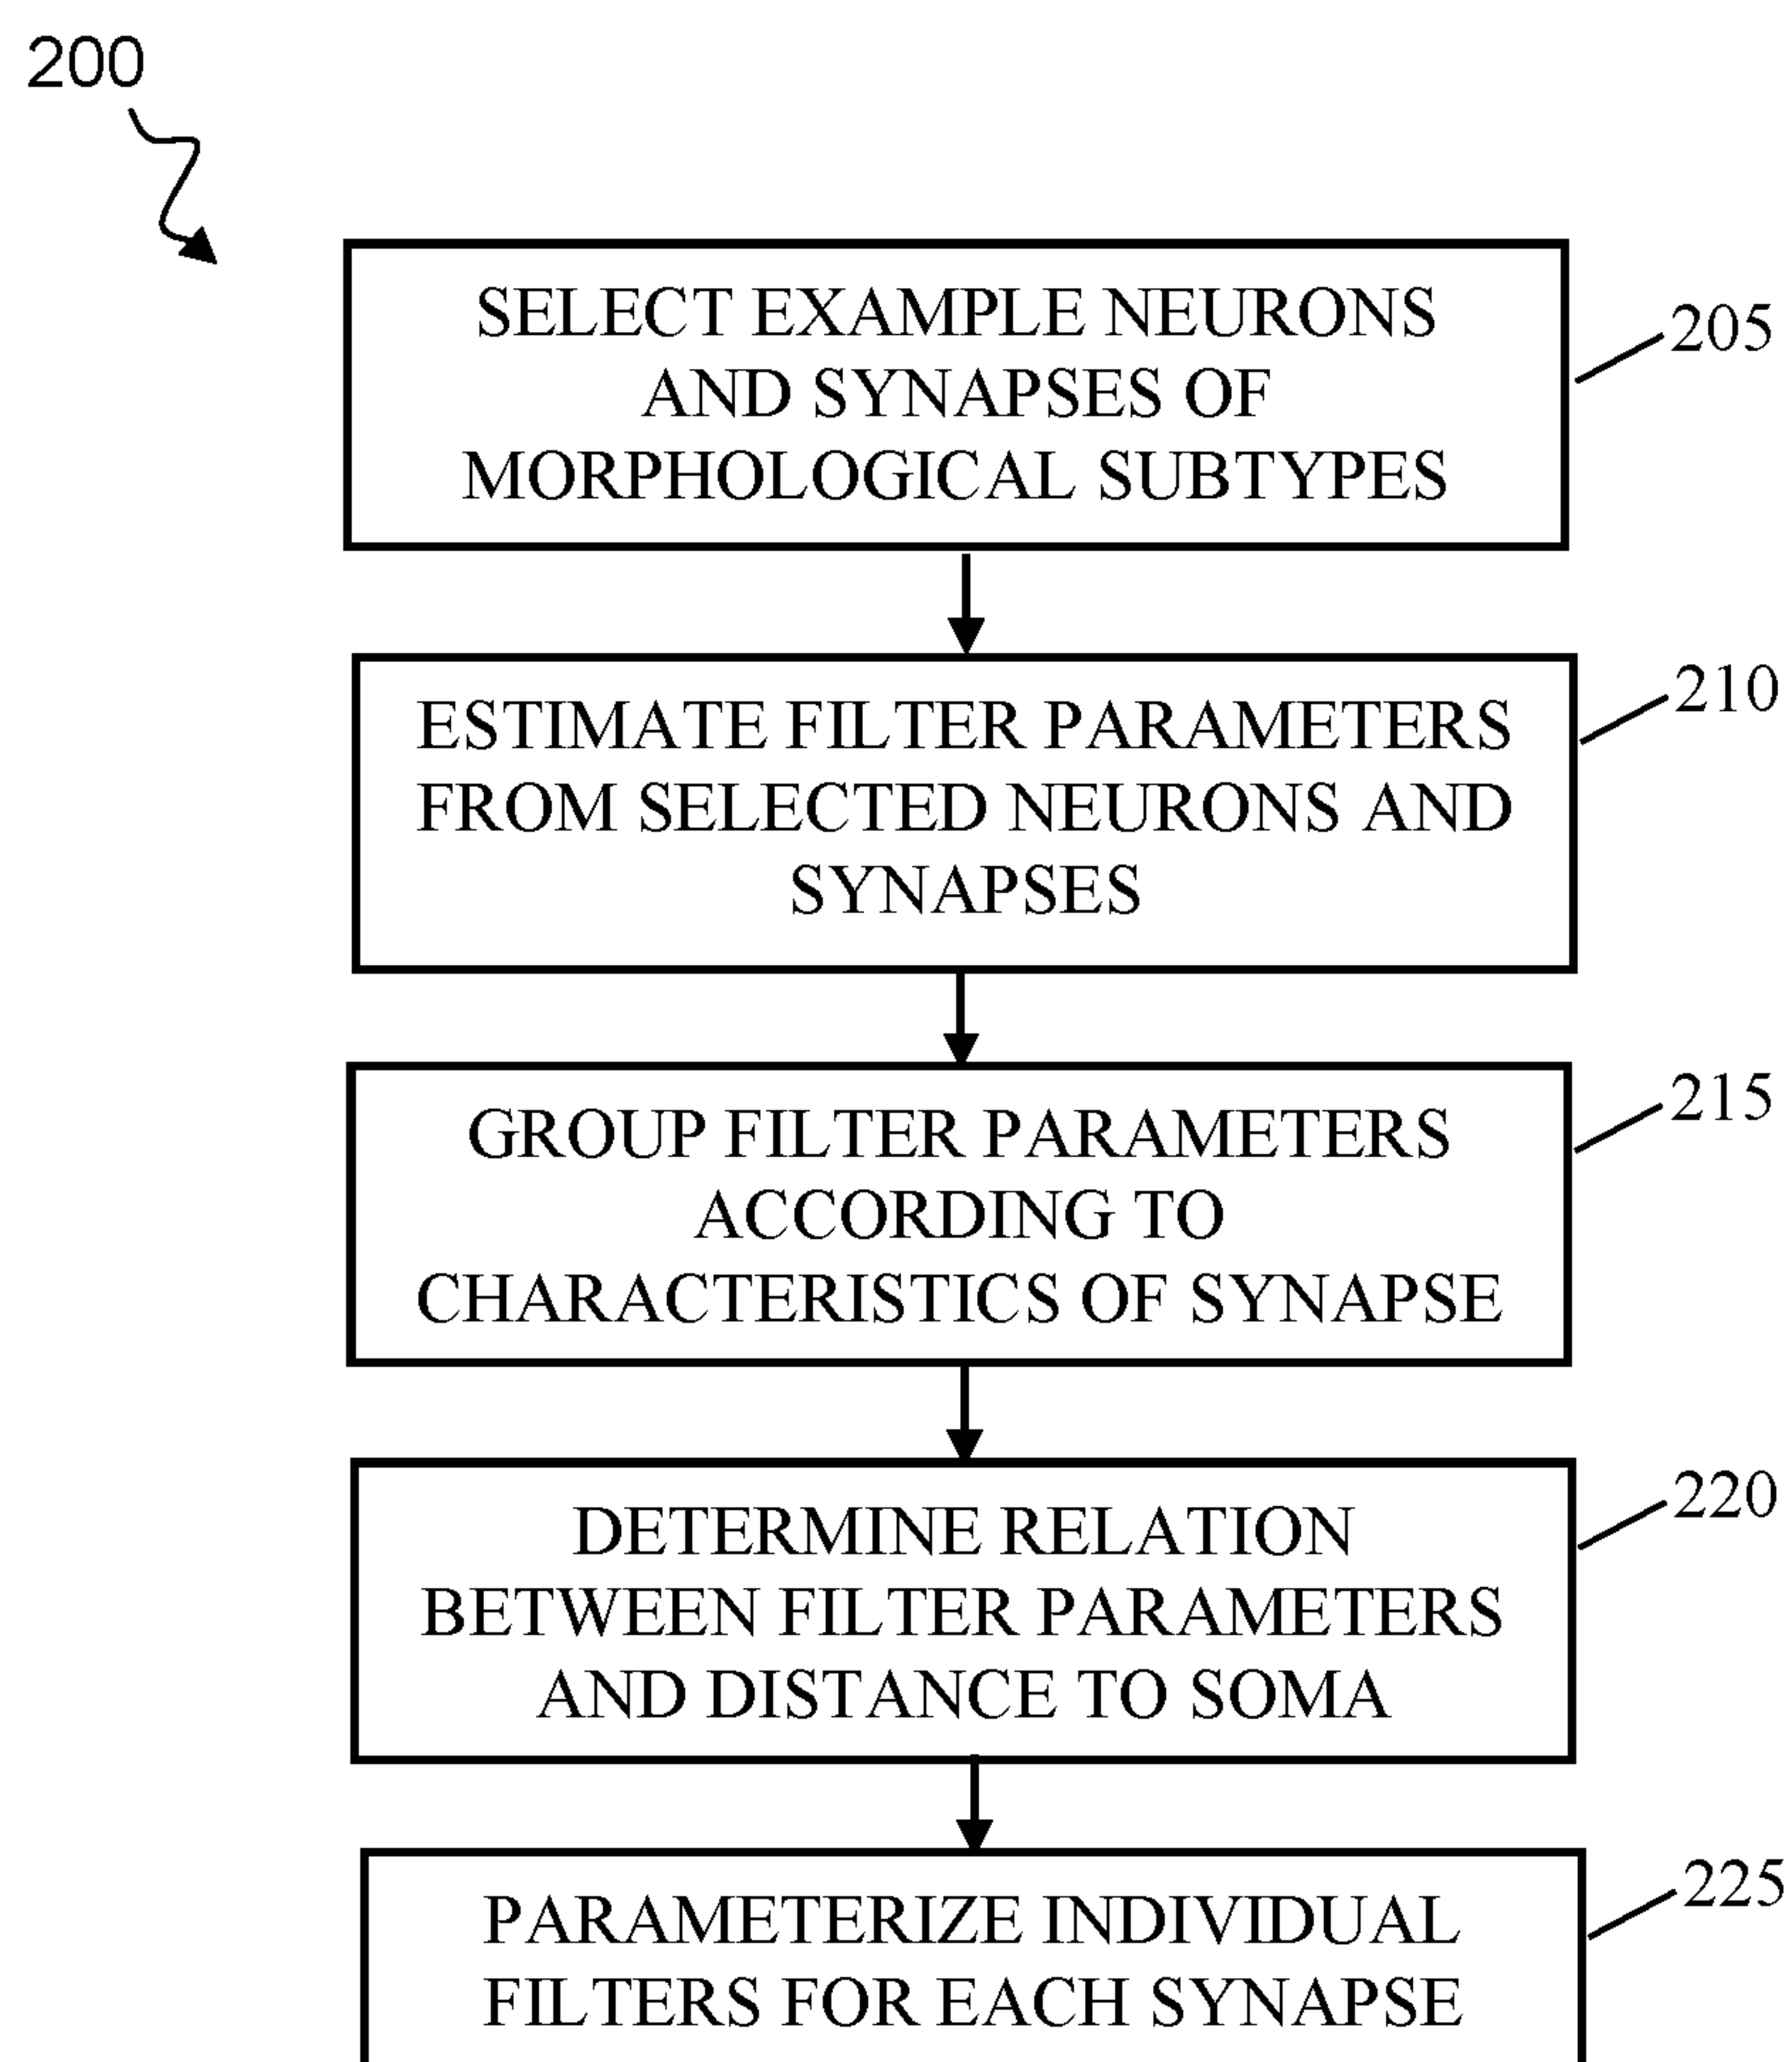 200
SELECT EXAMPLE NEURONS
AND SYNAPSES OF
MORPHOLOGICAL SUBTYPES
205
ESTIMATE FILTER PARAMETERS
FROM SELECTED NEURONS AND
SYNAPSES
210
GROUP FILTER PARAMETERS
ACCORDING TO
CHARACTERISTICS OF SYNAPSE
215
DETERMINE RELATION
BETWEEN FILTER PARAMETERS
AND DISTANCE TO SOMA
220
PARAMETERIZE INDIVIDUAL
FILTERS FOR EACH SYNAPSE
225